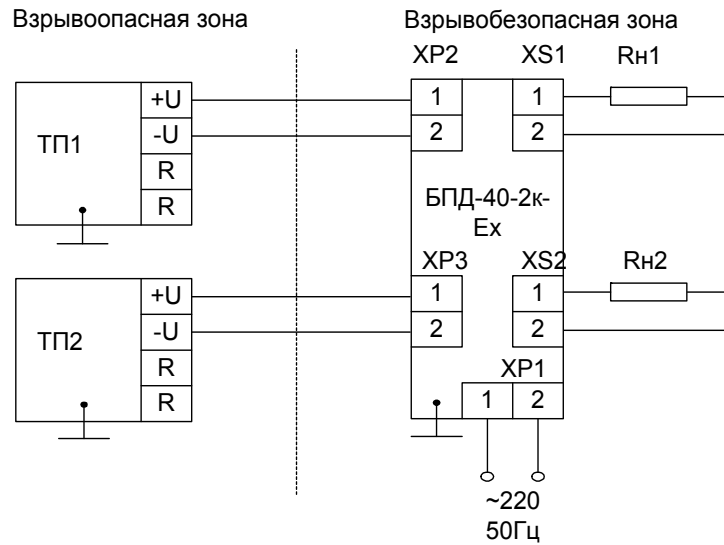 Взрывоопасная зона
Взрывобезопасная зона
XP2
XS1
Rн1
ТП1
+U
-U
R
R
1
2
1
2
БПД-40-2к-
Ex
XP3
XS2
Rн2
ТП2
+U
-U
R
R
1
2
1
2
XP1
1
2
~220
50Гц